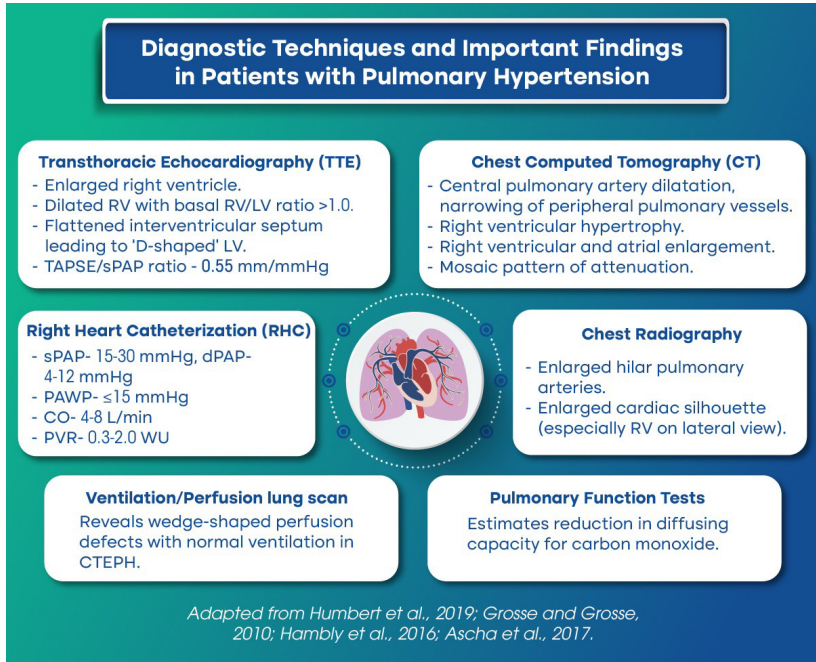 Diagnostic Techniques and Important Findings
in Patients with Pulmonary Hypertension
Transthoracic Echocardiography (TTE)
- Enlarged right ventricle.
- Dilated RV with basal RV/LV ratio >1.0.
- Flattened interventricular septum
leading to 'D-shaped' LV.
- TAPSE/sPAP ratio - 0.55 mm/mmHg
Chest Computed Tomography (CT)
- Central pulmonary artery dilatation,
narrowing of peripheral pulmonary vessels.
- Right ventricular hypertrophy.
- Right ventricular and atrial enlargement.
- Mosaic pattern of attenuation.
Right Heart Catheterization (RHC)
- sPAP- 15-30 mmHg, dPAP-
4-12 mmHg
- PAWP- ≤15 mmHg
- CO- 4-8 L/min
- PVR- 0.3-2.0 WU
Chest Radiography
- Enlarged hilar pulmonary
arteries.
- Enlarged cardiac silhouette
(especially RV on lateral view).
Ventilation/Perfusion lung scan
Reveals wedge-shaped perfusion
defects with normal ventilation in
CTEPH.
Pulmonary Function Tests
Estimates reduction in diffusing
capacity for carbon monoxide.
Adapted from Humbert et al., 2019; Grosse and Grosse,
2010; Hambly et al., 2016; Ascha et al., 2017.